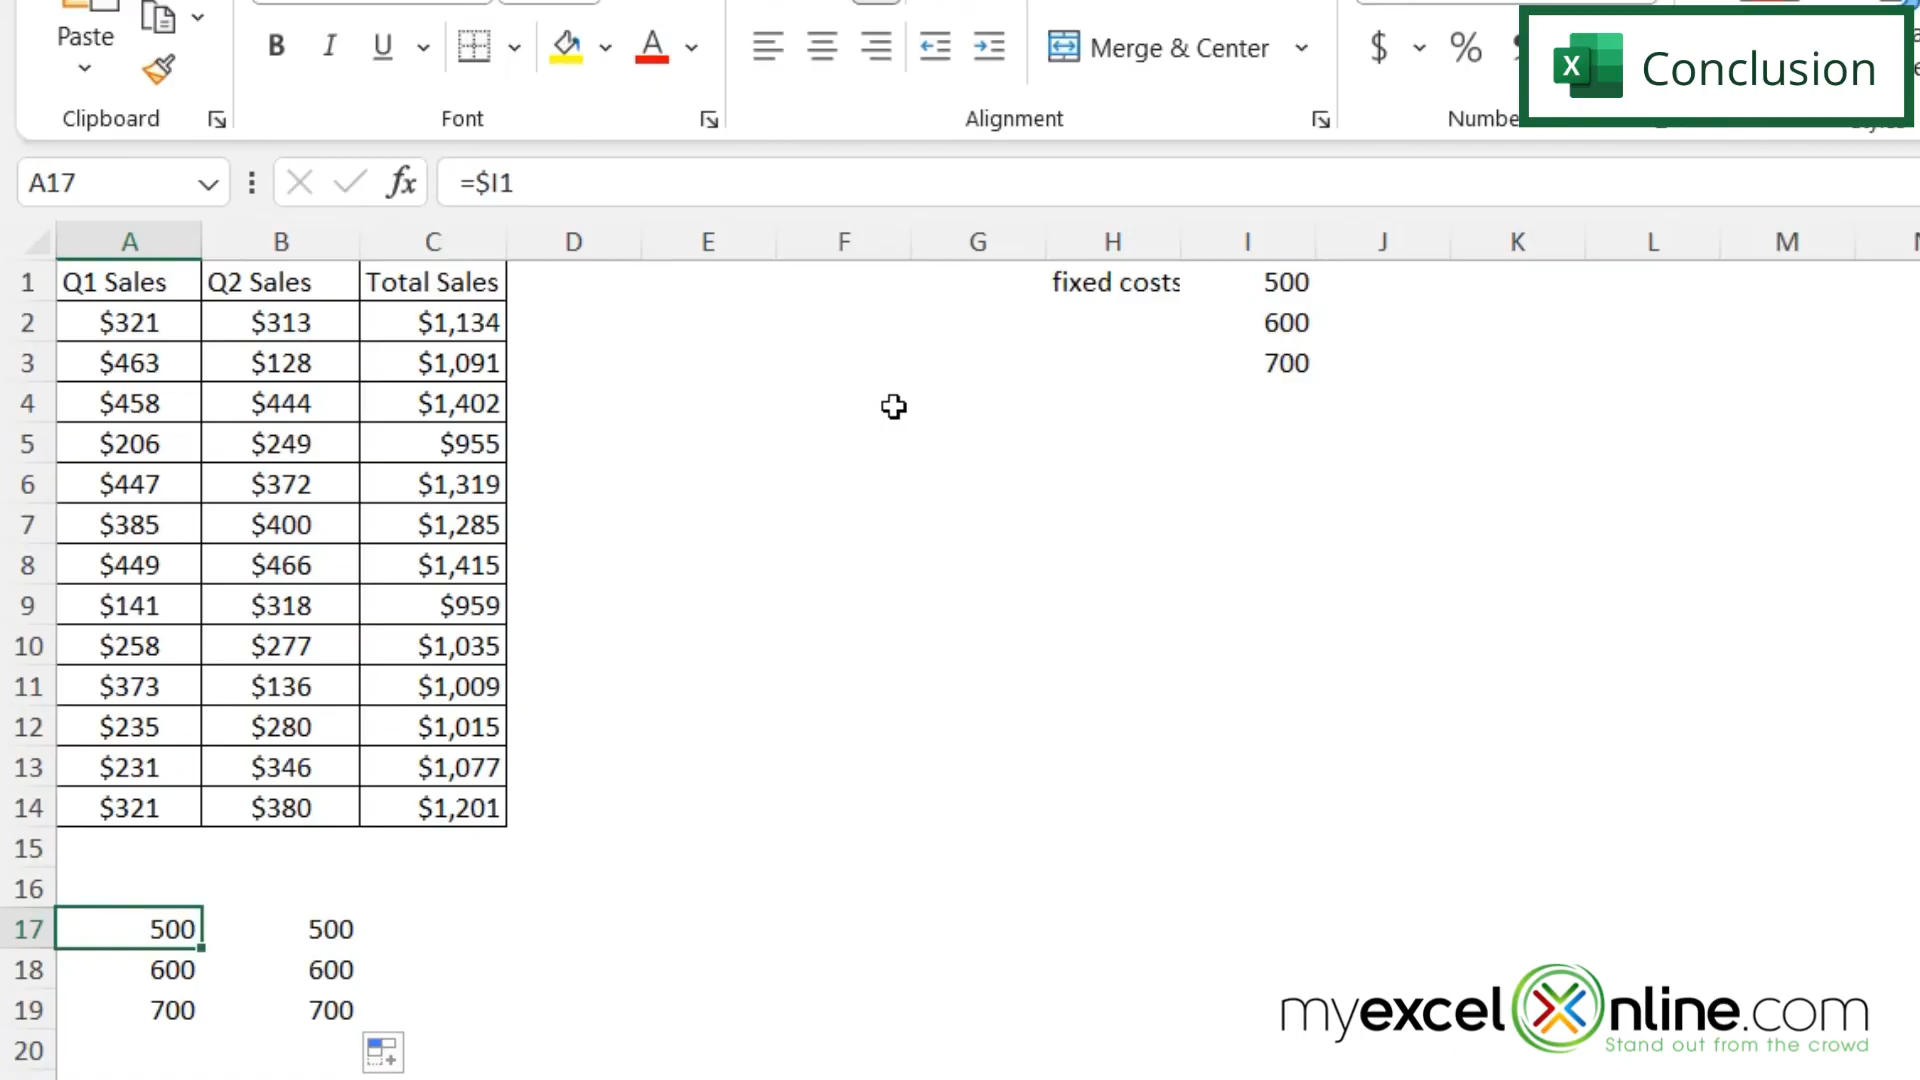 Paste
B I U A
Merge & Center
$ %
Conclusion
Clipboard
Font
Alignment
A17
fx
=$I1
A B C D E F G H I J K L M
1 Q1 Sales Q2 Sales Total Sales fixed costs 500
2 $321 $313 $1,134 600
3 $463 $128 $1,091 700
4 $458 $444 $1,402
5 $206 $249 $955
6 $447 $372 $1,319
7 $385 $400 $1,285
8 $449 $466 $1,415
9 $141 $318 $959
10 $258 $277 $1,035
11 $373 $136 $1,009
12 $235 $280 $1,015
13 $231 $346 $1,077
14 $321 $380 $1,201
15
16
17 500 500
18 600 600
19 700 700
20
myexcelOnline.com
Stand out from the crowd